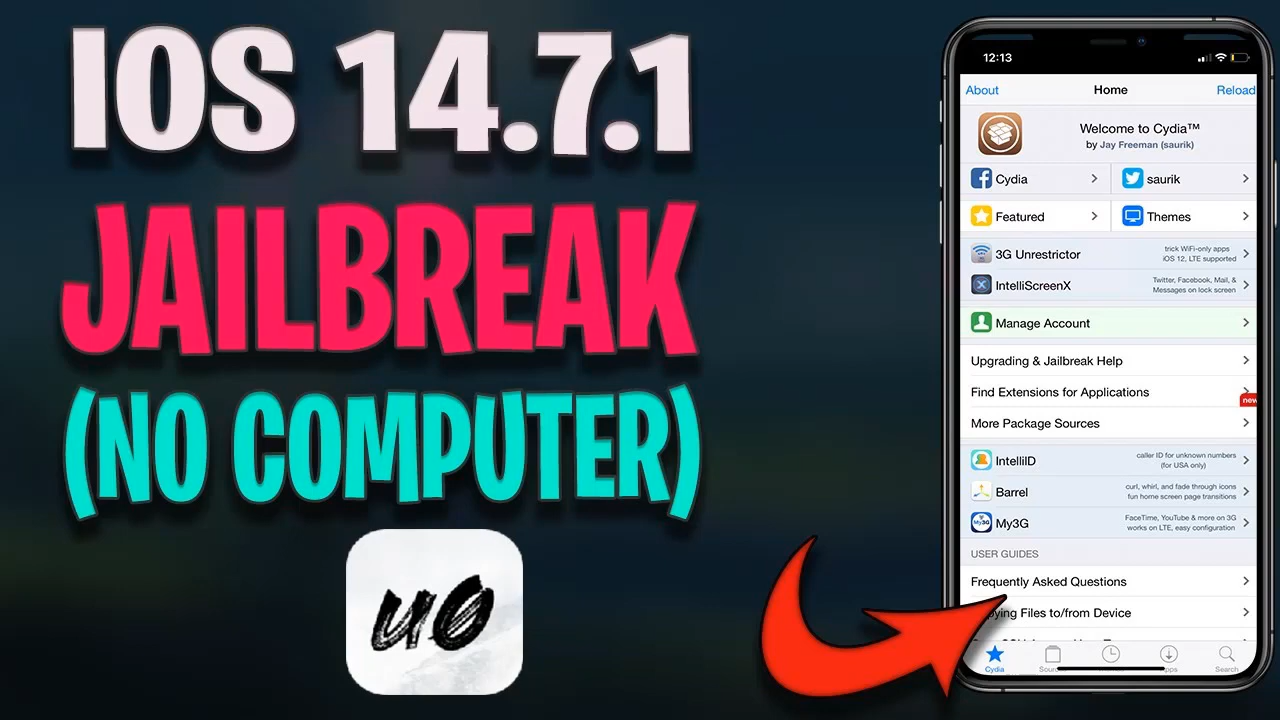 IOS 14.7.1
JAILBREAK
(NO COMPUTER)
u0
12:13
About Home Reload
Welcome to Cydia™
by Jay Freeman (saurik)
Cydia saurik
Featured Themes
3G Unrestrictor trick WiFi-only apps
iOS 12, LTE supported
IntelliScreenX Twitter, Facebook, Mail, &
Messages on lock screen
Manage Account
Upgrading & Jailbreak Help
Find Extensions for Applications
new
More Package Sources
IntelliID caller ID for unknown numbers
(for USA only)
Barrel curl, whirl, and fade through icons
fun home screen page transitions
My3G My3G FaceTime, YouTube & more on 3G
works on LTE, easy configuration
USER GUIDES
Frequently Asked Questions
ying Files to/from Device
Cydia Search